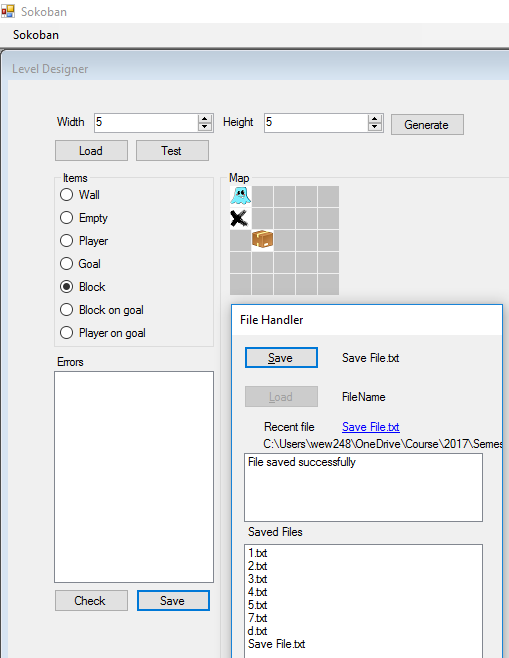 Sokoban
Sokoban
Level Designer
Width 5 Height 5 Generate
Load Test
Items
Wall
Empty
Player
Goal
Block
Block on goal
Player on goal
Map
Errors
Check Save
File Handler
Save Save File.txt
Load FileName
Recent file Save File.txt
C:\Users\wew248\OneDrive\Course\2017\Semes
File saved successfully
Saved Files
1.txt
2.txt
3.txt
4.txt
5.txt
7.txt
d.txt
Save File.txt